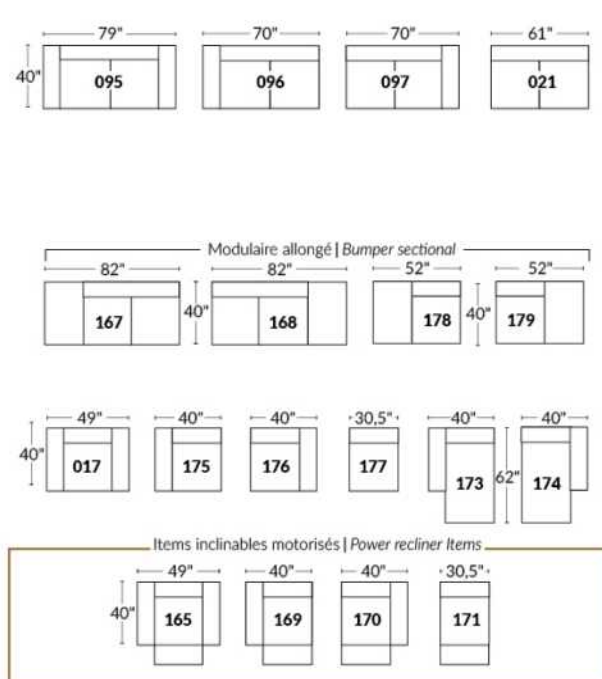 79" 70" 70" 61"
40" 095 096 097 021
Modulaire allongé | Bumper sectional
82" 82" 52" 52"
167 40" 168 178 40" 179
49" 40" 40" 30,5" 40" 40"
40" 017 175 176 177 173 62" 174
Items inclinables motorisés | Power recliner Items
49" 40" 40" 30,5"
40" 165 169 170 171